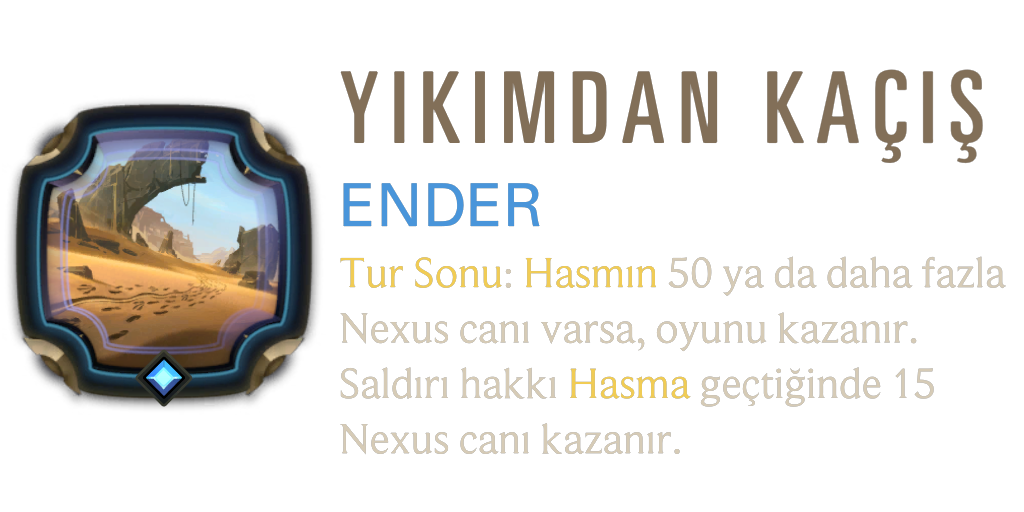 YIKIMDAN KAÇIŞ
ENDER
Tur Sonu: Hasmın 50 ya da daha fazla
Nexus canı varsa, oyunu kazanır.
Saldırı hakkı Hasma geçtiğinde 15
Nexus canı kazanır.